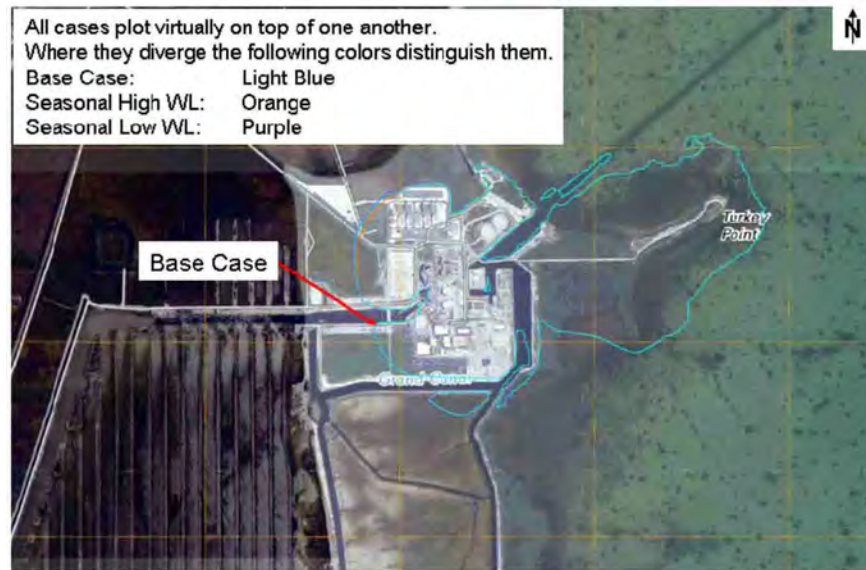 All cases plot virtually on top of one another.
Where they diverge the following colors distinguish them.
Base Case: Light Blue
Seasonal High WL: Orange
Seasonal Low WL: Purple
N
Base Case
Turkey
Point
Grand Canal